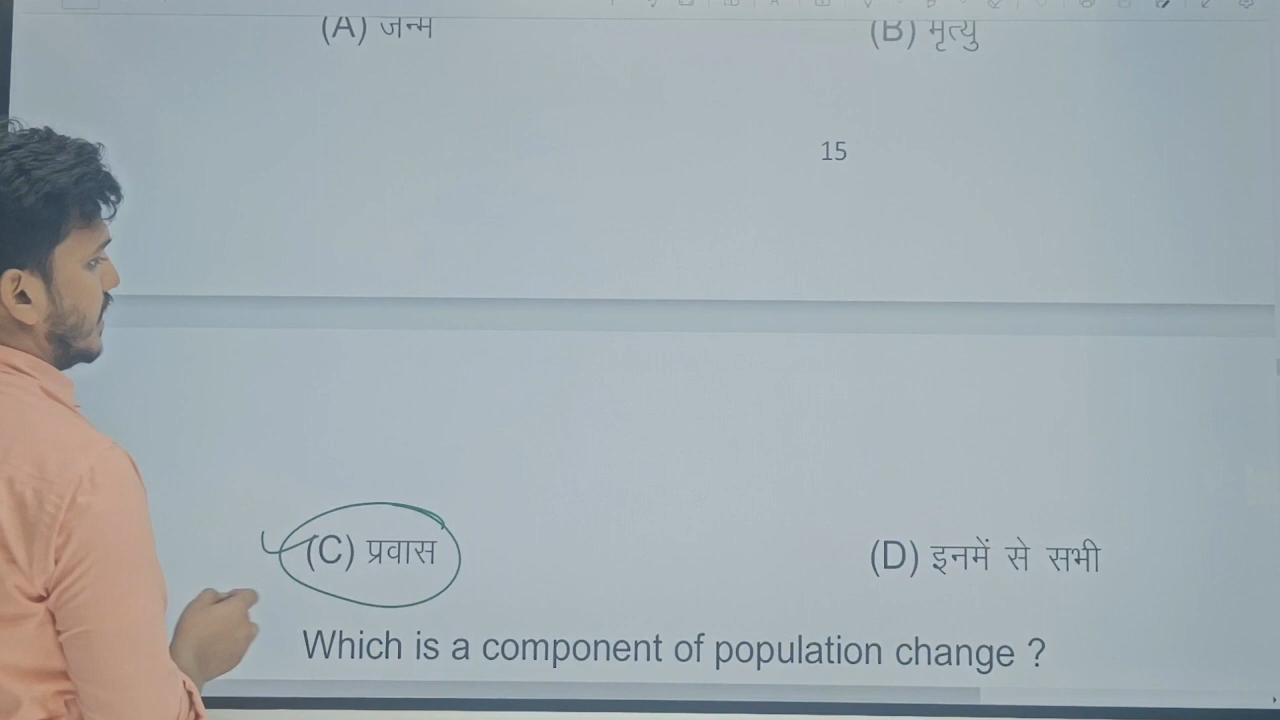 (A) जन्म (B) मृत्यु
15
(C) प्रवास (D) इनमें से सभी
Which is a component of population change ?